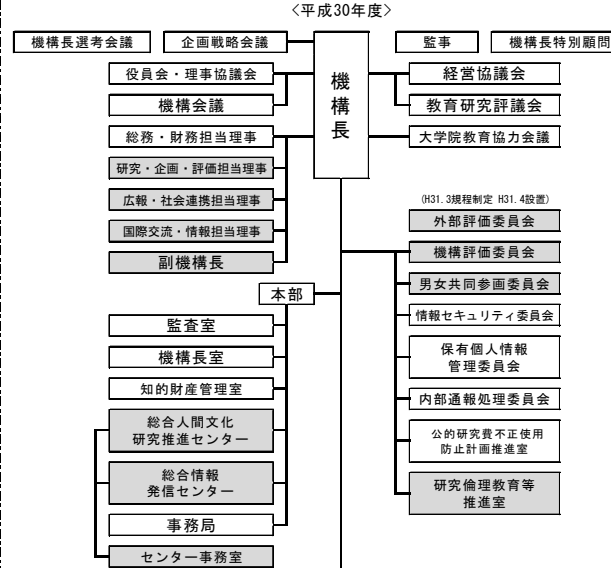 <平成30年度>
機構長選考会議
企画戦略会議
監事
機構長特別顧問
機構長
役員会・理事協議会
経営協議会
機構会議
教育研究評議会
総務・財務担当理事
大学院教育協力会議
研究・企画・評価担当理事
広報・社会連携担当理事
国際交流・情報担当理事
副機構長
(H31.3規程制定 H31.4設置)
外部評価委員会
機構評価委員会
男女共同参画委員会
情報セキュリティ委員会
保有個人情報
管理委員会
内部通報処理委員会
公的研究費不正使用
防止計画推進室
研究倫理教育等
推進室
本部
監査室
機構長室
知的財産管理室
総合人間文化
研究推進センター
総合情報
発信センター
事務局
センター事務室